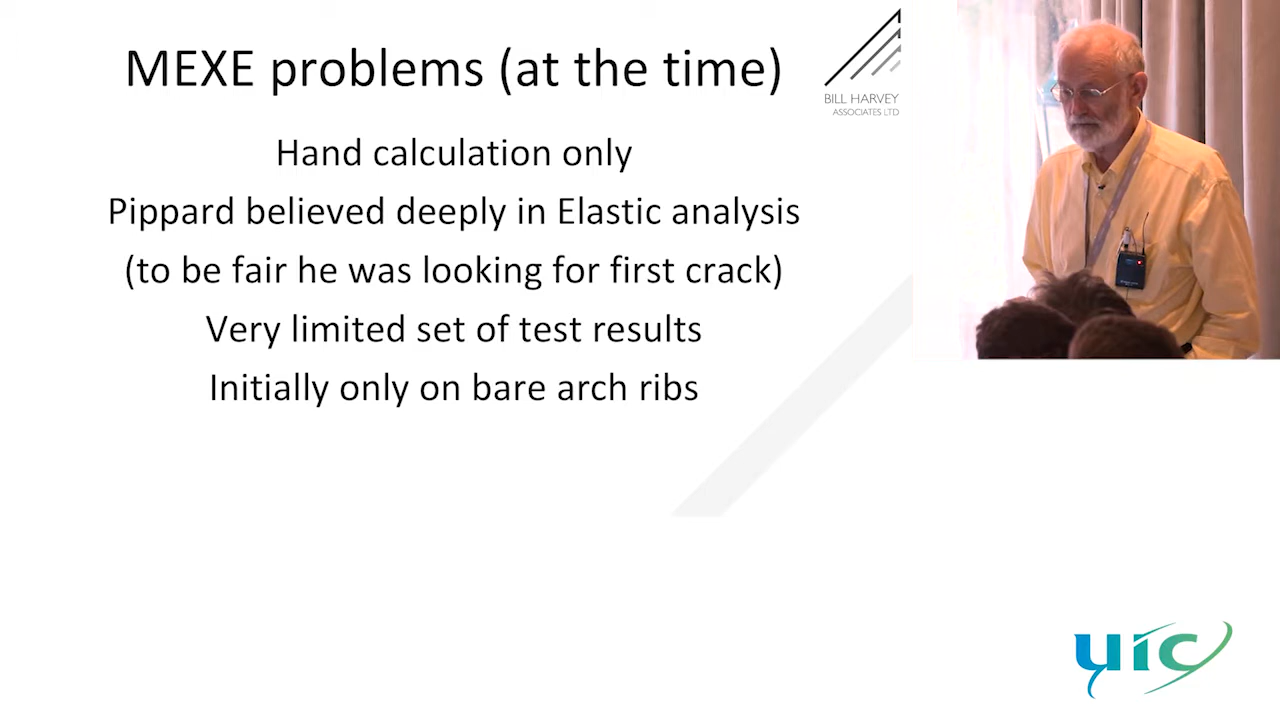 MEXE problems (at the time)
BILL HARVEY
ASSOCIATES LTD
Hand calculation only
Pippard believed deeply in Elastic analysis
(to be fair he was looking for first crack)
Very limited set of test results
Initially only on bare arch ribs
uic